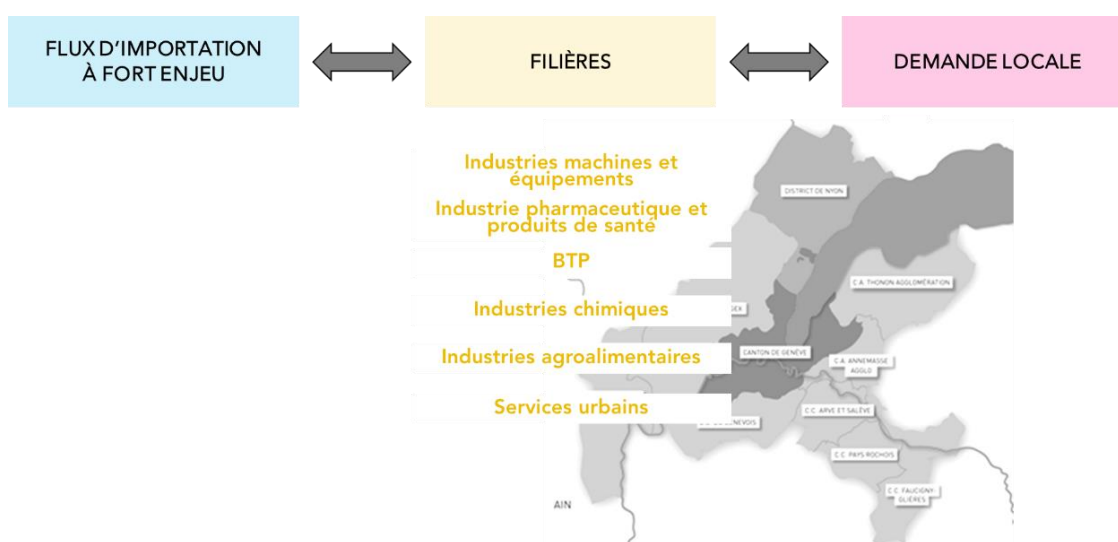 FLUX D'IMPORTATION
À FORT ENJEU
FILIÈRES
DEMANDE LOCALE
Industries machines et
équipements
Industrie pharmaceutique et
produits de santé
BTP
Industries chimiques
Industries agroalimentaires
Services urbains
DISTRICT DE NYON
C.A. THONON AGGLOMÉRATION
GEX
CANTON DE GENÈVE
C.A. ANNEMASSE
AGGLO
C.C. ARVE ET SALÈVE
C.C. PAYS ROCHOIS
C.C. FAUCIGNY-
GLIÈRES
AIN